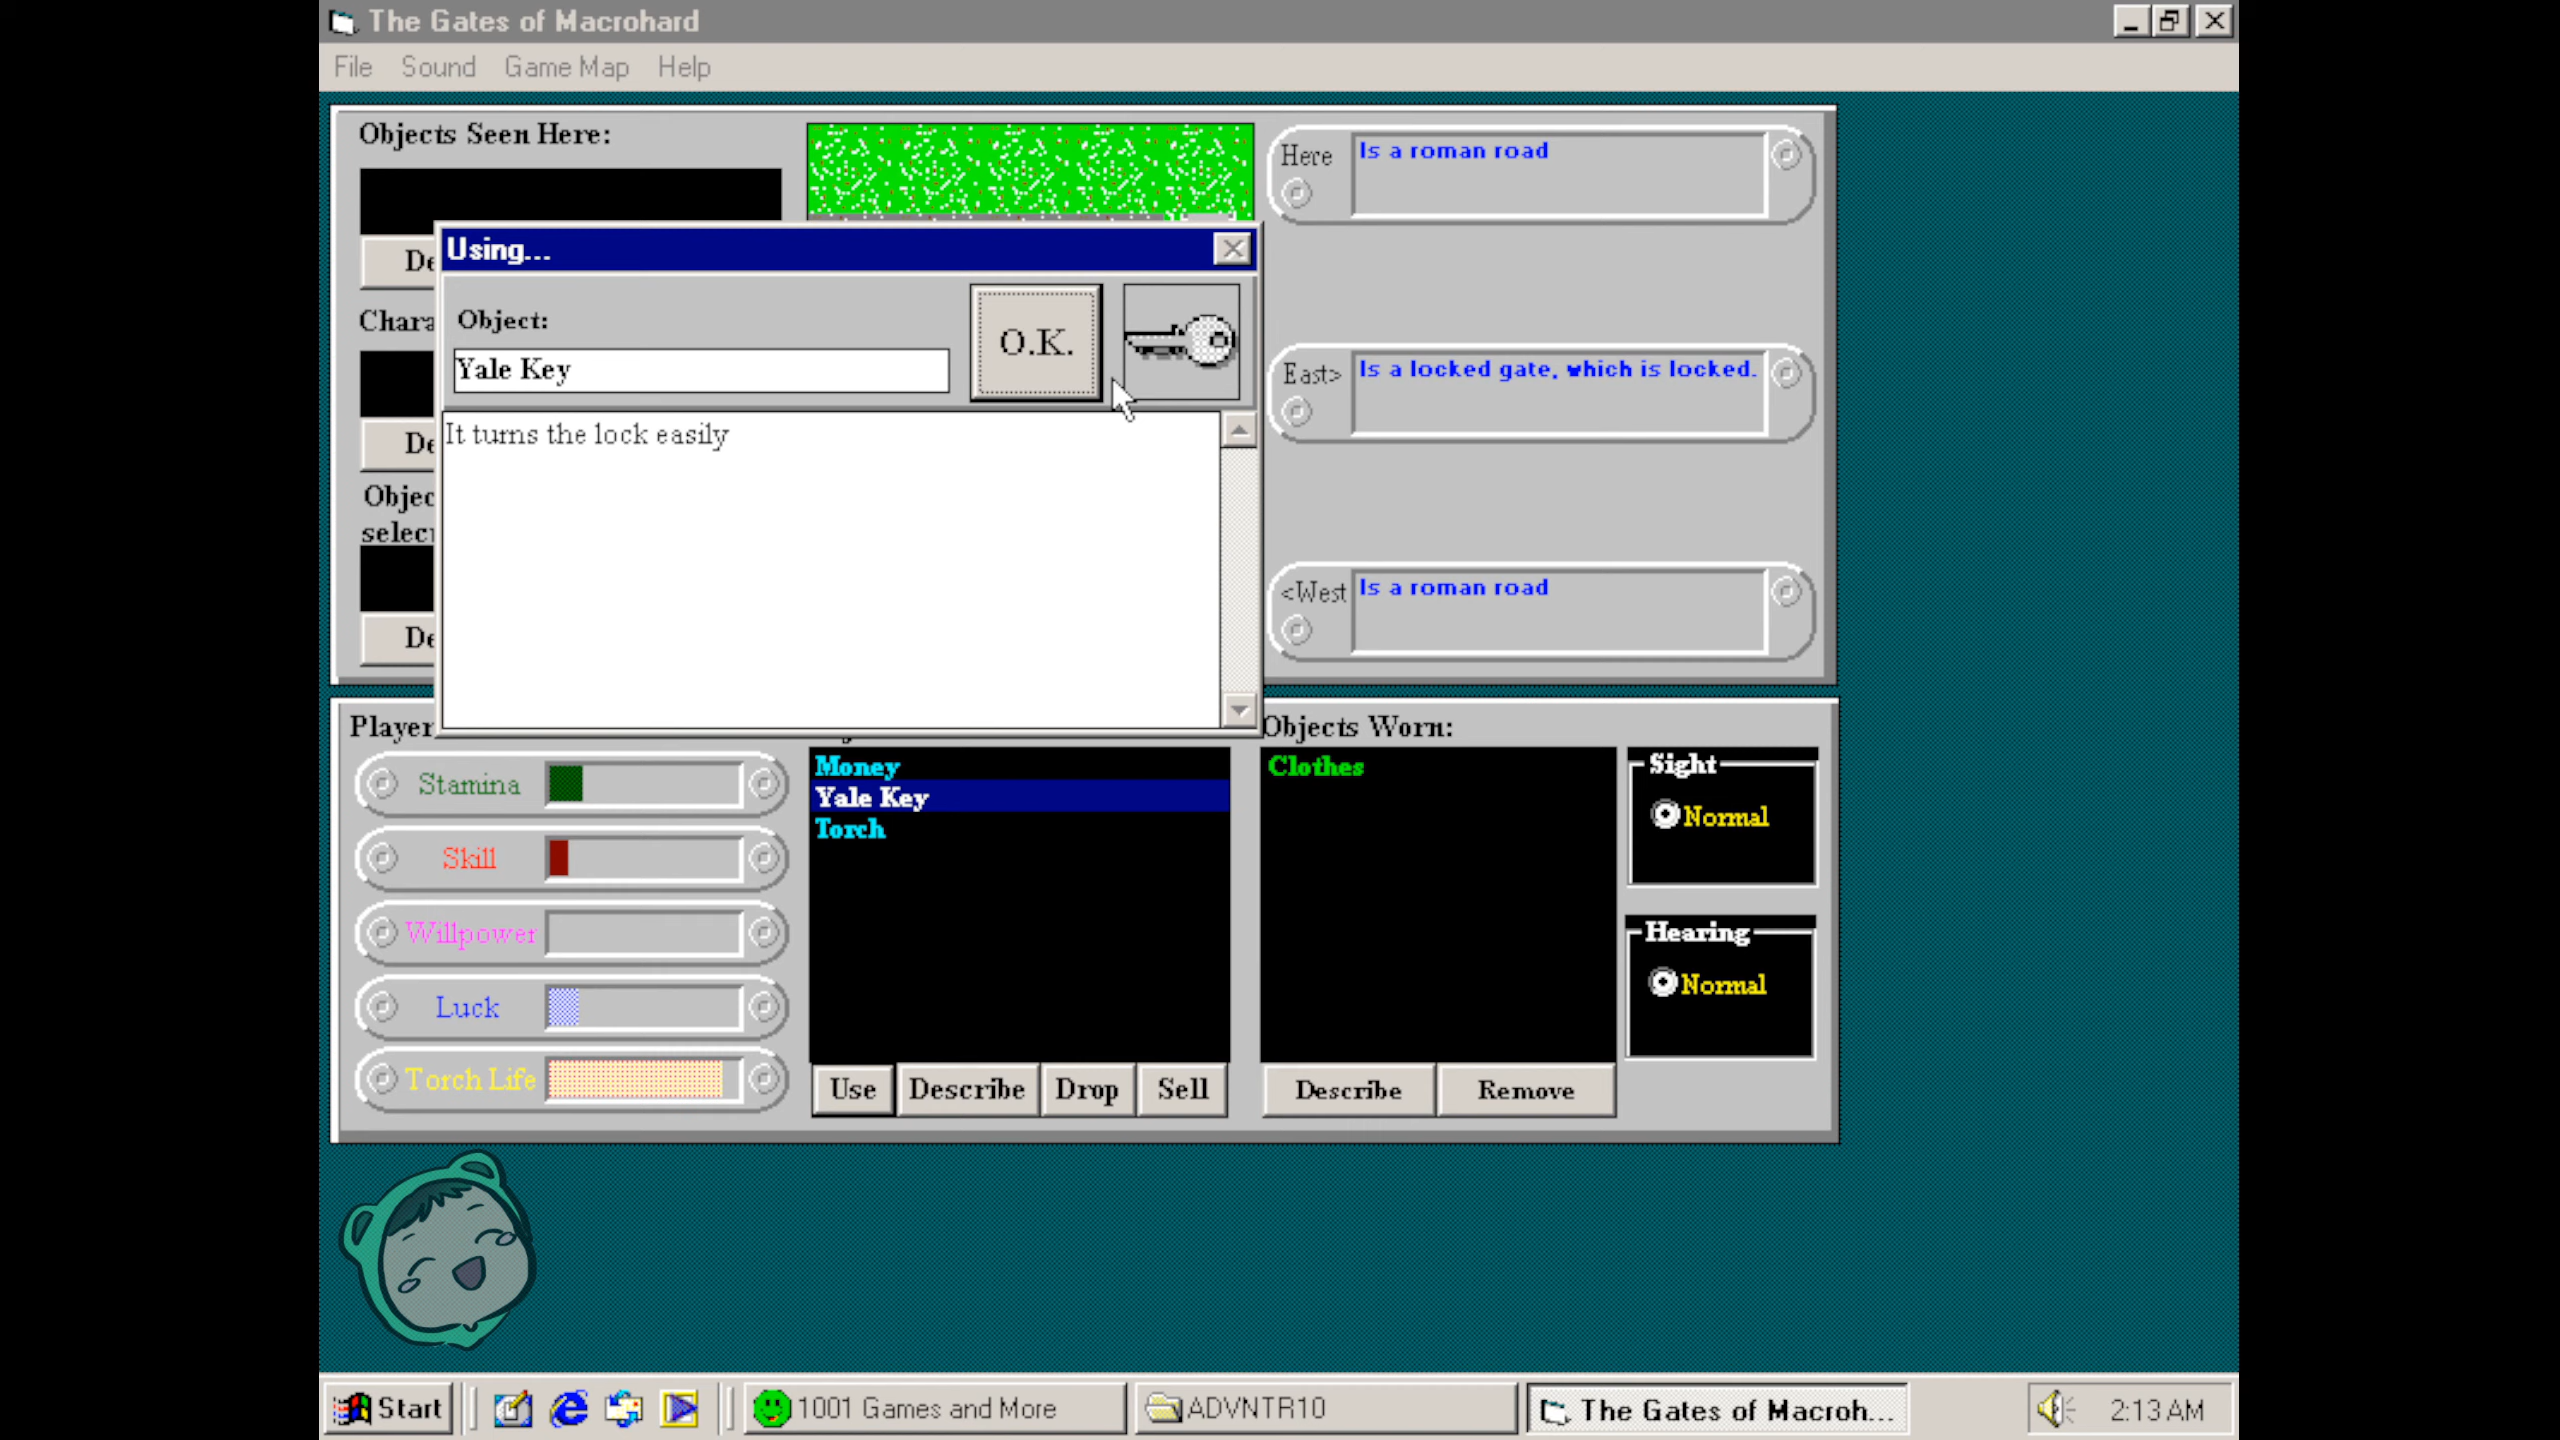 The Gates of Macrohard
File Sound Game Map Help
Objects Seen Here:
Here
Is a roman road
Using...
Object:
O.K.
Yale Key
East>
Is a locked gate, which is locked.
It turns the lock easily
<West
Is a roman road
Player
Objects Worn:
Stamina
Skill
Willpower
Luck
Torch Life
Money
Yale Key
Torch
Use Describe Drop Sell
Clothes
Describe Remove
Sight
Normal
Hearing
Normal
Start
1001 Games and More
ADVNTR10
The Gates of Macroh...
2:13 AM